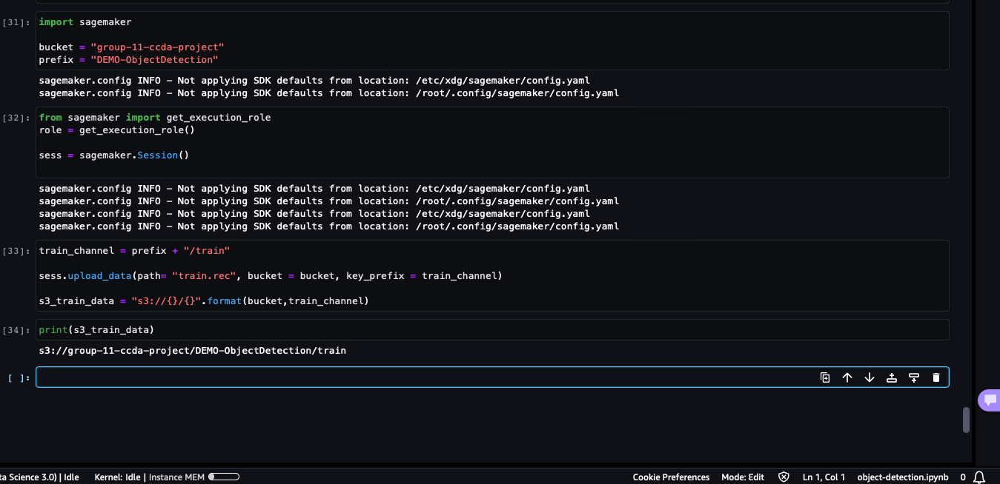 [31]: import sagemaker
bucket = "group-11-ccda-project"
prefix = "DEMO-ObjectDetection"
sagemaker.config INFO - Not applying SDK defaults from location: /etc/xdg/sagemaker/config.yaml
sagemaker.config INFO - Not applying SDK defaults from location: /root/.config/sagemaker/config.yaml
[32]: from sagemaker import get_execution_role
role = get_execution_role()
sess = sagemaker.Session()
sagemaker.config INFO - Not applying SDK defaults from location: /etc/xdg/sagemaker/config.yaml
sagemaker.config INFO - Not applying SDK defaults from location: /root/.config/sagemaker/config.yaml
sagemaker.config INFO - Not applying SDK defaults from location: /etc/xdg/sagemaker/config.yaml
sagemaker.config INFO - Not applying SDK defaults from location: /root/.config/sagemaker/config.yaml
[33]: train_channel = prefix + "/train"
sess.upload_data(path= "train.rec", bucket = bucket, key_prefix = train_channel)
s3_train_data = "s3://{}/{}".format(bucket,train_channel)
[34]: print(s3_train_data)
s3://group-11-ccda-project/DEMO-ObjectDetection/train
[ ]:
ta Science 3.0) | Idle Kernel: Idle | Instance MEM Cookie Preferences Mode: Edit Ln 1, Col 1 object-detection.ipynb 0